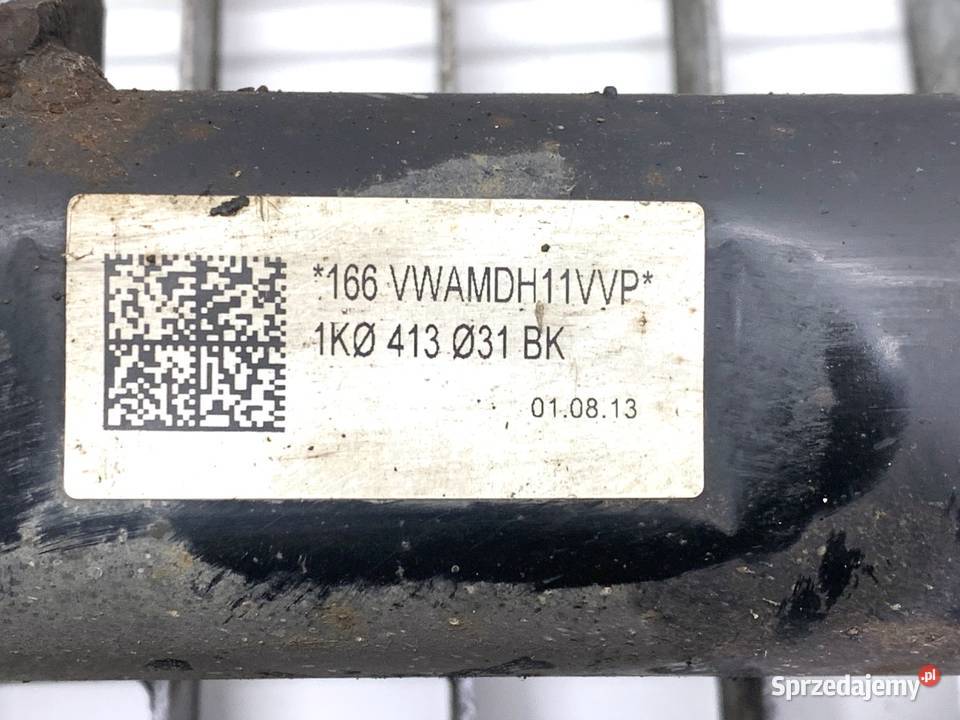 *166 VWAMDH11VVP*
1KØ 413 Ø31 BK
01.08.13
Sprzedajemy.pl